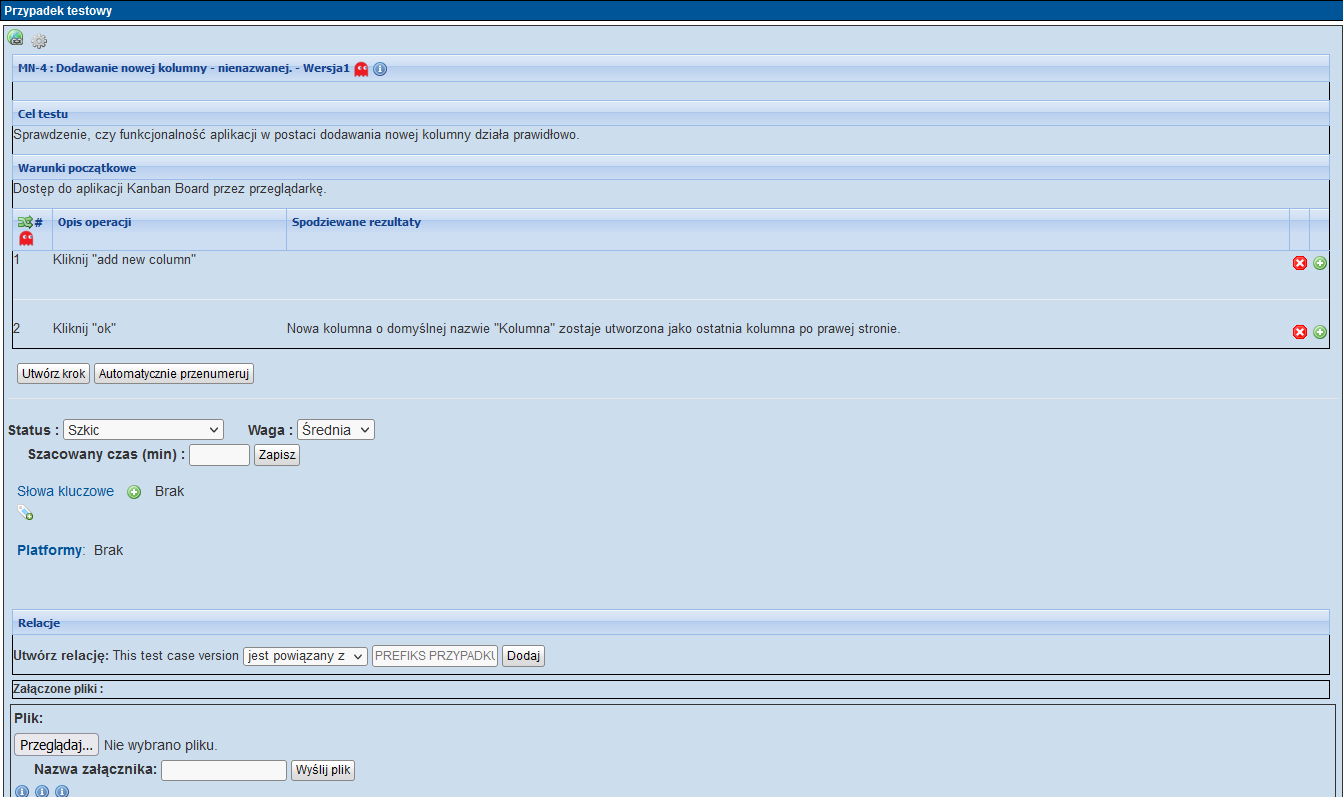 Przypadek testowy
MN-4 : Dodawanie nowej kolumny - nienazwanej. - Wersja1
Cel testu
Sprawdzenie, czy funkcjonalność aplikacji w postaci dodawania nowej kolumny działa prawidłowo.
Warunki początkowe
Dostęp do aplikacji Kanban Board przez przeglądarkę.
# Opis operacji Spodziewane rezultaty
1 Kliknij "add new column"
2 Kliknij "ok" Nowa kolumna o domyślnej nazwie "Kolumna" zostaje utworzona jako ostatnia kolumna po prawej stronie.
Utwórz krok Automatycznie przenumeruj
Status : Szkic Waga : Średnia
Szacowany czas (min) : Zapisz
Słowa kluczowe Brak
Platformy: Brak
Relacje
Utwórz relację: This test case version jest powiązany z PREFIKS PRZYPADKU Dodaj
Załączone pliki :
Plik:
Przeglądaj... Nie wybrano pliku.
Nazwa załącznika: Wyślij plik